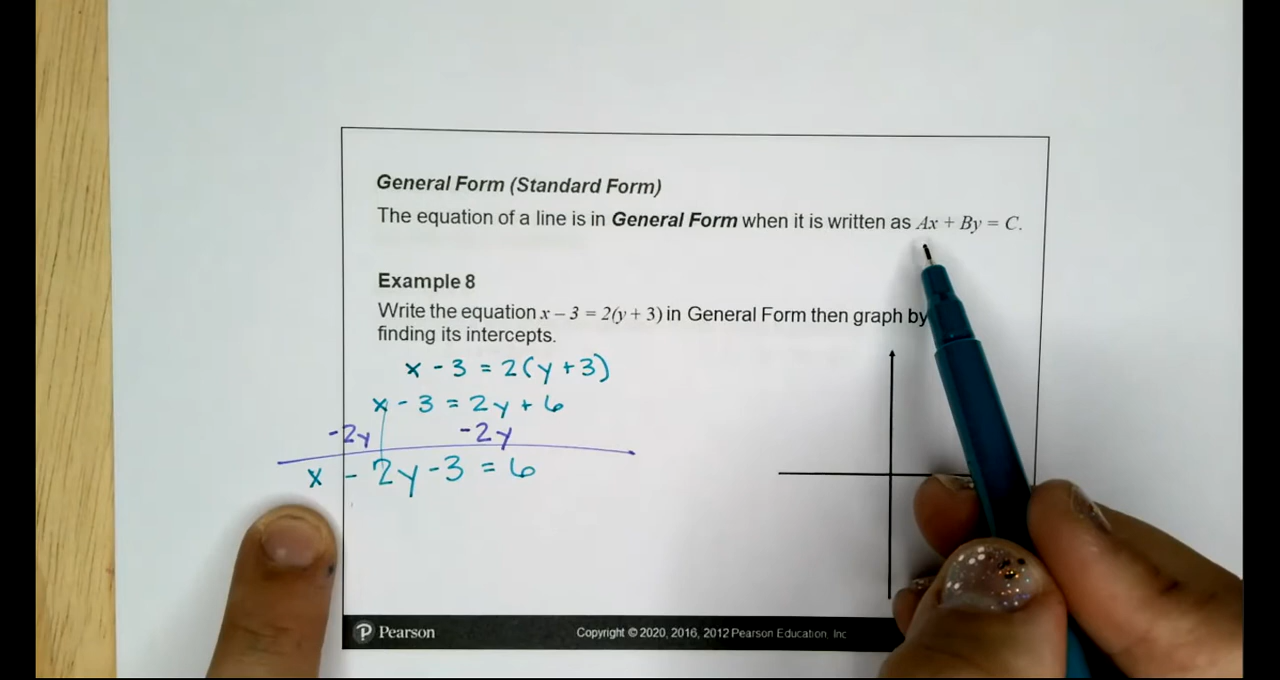 General Form (Standard Form)
The equation of a line is in General Form when it is written as Ax + By = C.
Example 8
Write the equation x – 3 = 2(y + 3) in General Form then graph by
finding its intercepts.
x - 3 = 2(y + 3)
x - 3 = 2y + 6
-2y -2y
x - 2y - 3 = 6
Pearson Copyright © 2020, 2016, 2012 Pearson Education, Inc